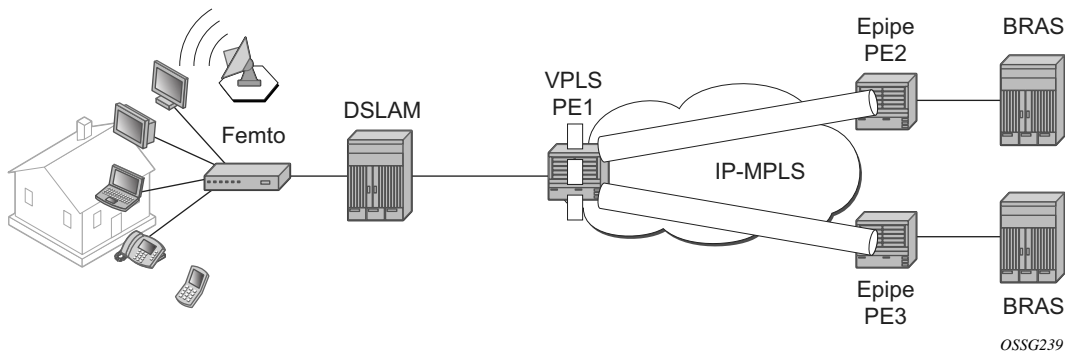 Femto
DSLAM
VPLS
PE1
IP-MPLS
Epipe
PE2
BRAS
Epipe
PE3
BRAS
OSSG239